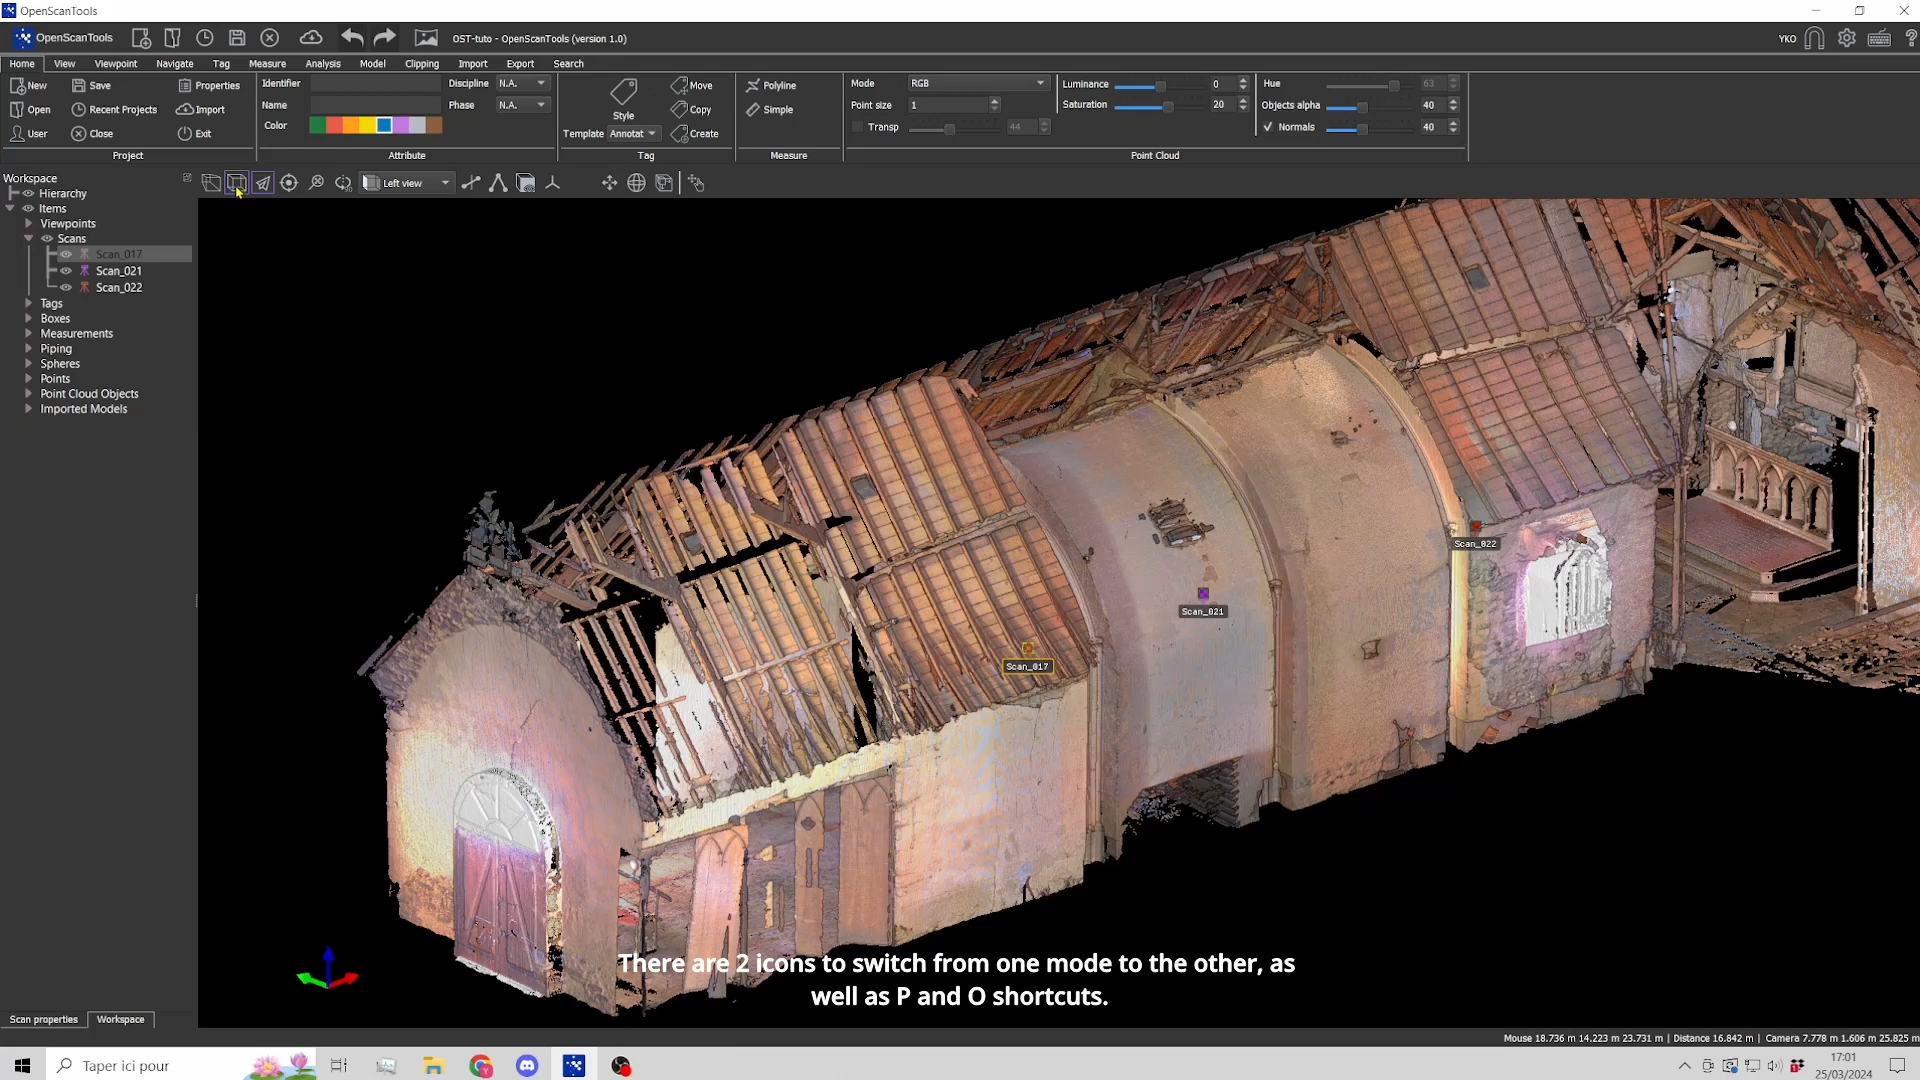 OpenScanTools
OpenScanTools
OST-tuto - OpenScanTools (version 1.0)
YKO
Home View Viewpoint Navigate Tag Measure Analysis Model Clipping Import Export Search
New Save Properties
Open Recent Projects Import
User Close Exit
Project
Identifier Discipline N.A.
Name Phase N.A.
Color
Attribute
Style
Template Annotat
Move
Copy
Create
Tag
Polyline
Simple
Measure
Mode RGB
Point size 1
Transp 44
Luminance 0
Saturation 20
Hue 63
Objects alpha 40
Normals 40
Point Cloud
Left view
Workspace
Hierarchy
Items
Viewpoints
Scans
Scan_017
Scan_021
Scan_022
Tags
Boxes
Measurements
Piping
Spheres
Points
Point Cloud Objects
Imported Models
Scan_022
Scan_021
Scan_017
There are 2 icons to switch from one mode to the other, as
well as P and O shortcuts.
Scan properties Workspace
Mouse 18.736 m 14.223 m 23.731 m | Distance 16.842 m | Camera 7.778 m 1.606 m 25.825 m
Taper ici pour
17:01
25/03/2024